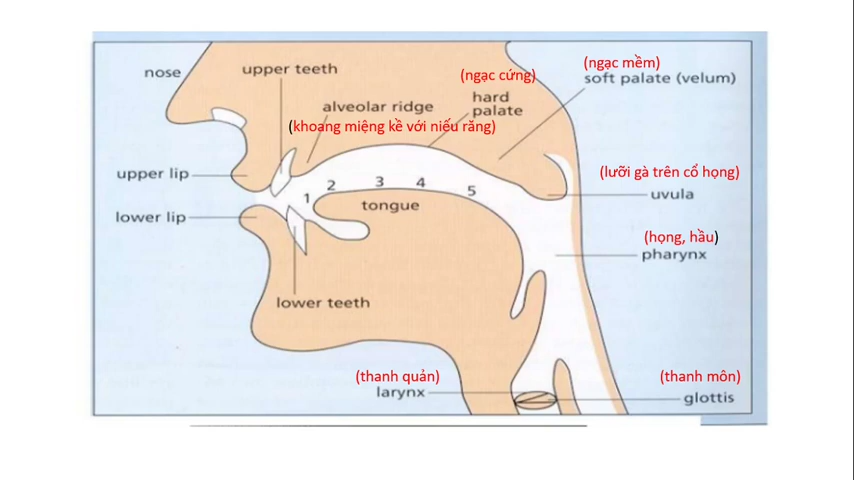 nose
upper teeth
(ngạc cứng)
(ngạc mềm)
soft palate (velum)
alveolar ridge
hard
palate
(khoang miệng kề với niếu răng)
upper lip
(lưỡi gà trên cổ họng)
uvula
1
2
3
4
5
tongue
lower lip
(họng, hầu)
pharynx
lower teeth
(thanh quản)
larynx
(thanh môn)
glottis